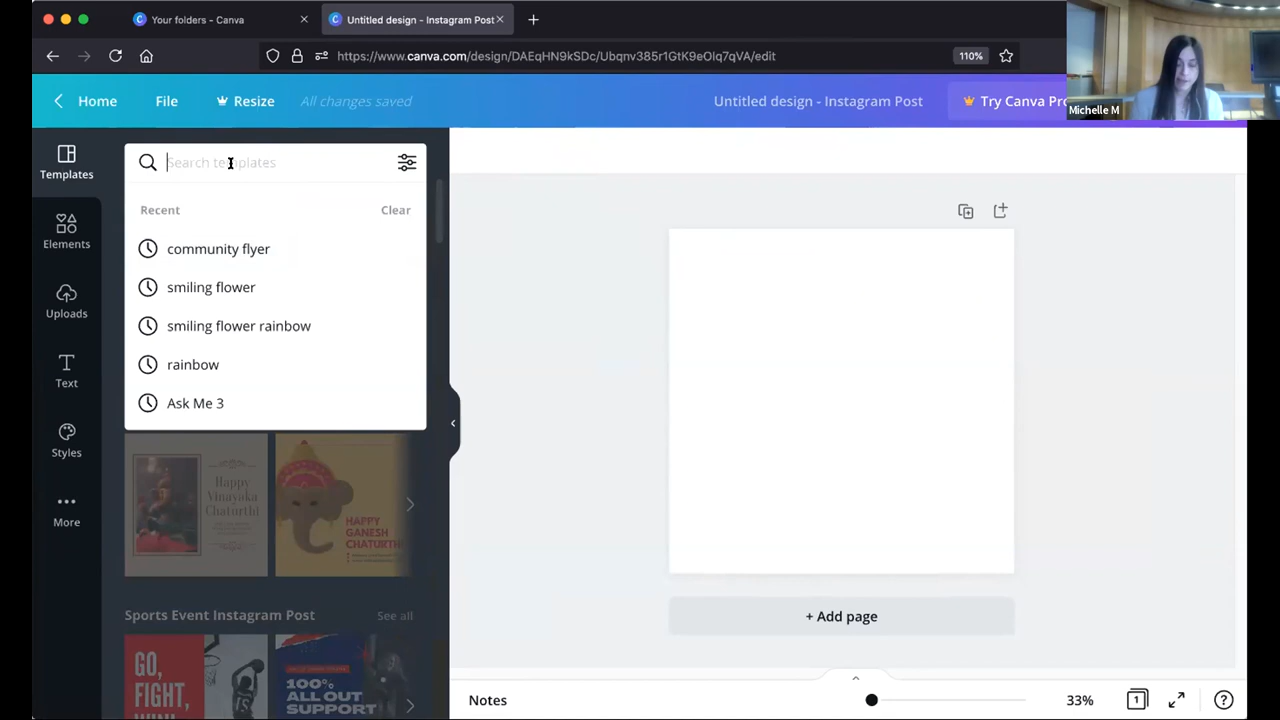 Your folders - Canva
Untitled design - Instagram Post
https://www.canva.com/design/DAEqHN9kSDc/Ubqnv385r1GtK9eOlq7qVA/edit
110%
Home
File
Resize
All changes saved
Untitled design - Instagram Post
Try Canva Pro
Michelle M
Templates
Elements
Uploads
Text
Styles
More
Search templates
Recent
Clear
community flyer
smiling flower
smiling flower rainbow
rainbow
Ask Me 3
Happy
Vinayaka
Chaturthi
HAPPY
GANESH
CHATURTHI
Sports Event Instagram Post
See all
GO,
FIGHT,
100%
ALL OUT
SUPPORT
+ Add page
Notes
33%
1
?